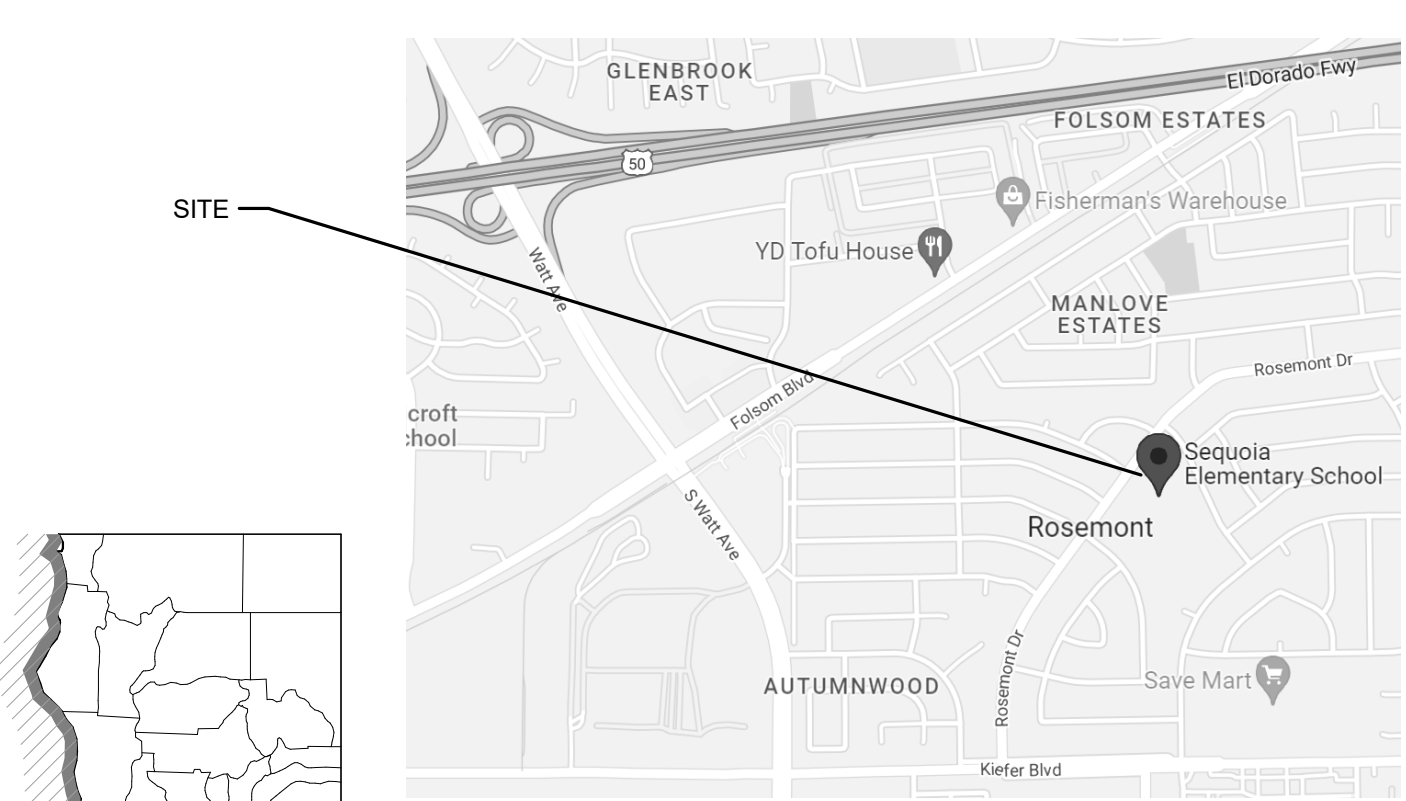 GLENBROOK
EAST
El Dorado Fwy
FOLSOM ESTATES
50
SITE
Fisherman's Warehouse
YD Tofu House
Watt Ave
MANLOVE
ESTATES
Rosemont Dr
Folsom Blvd
croft
chool
Sequoia
Elementary School
S Watt Ave
Rosemont
Rosemont Dr
AUTUMNWOOD
Save Mart
Kiefer Blvd